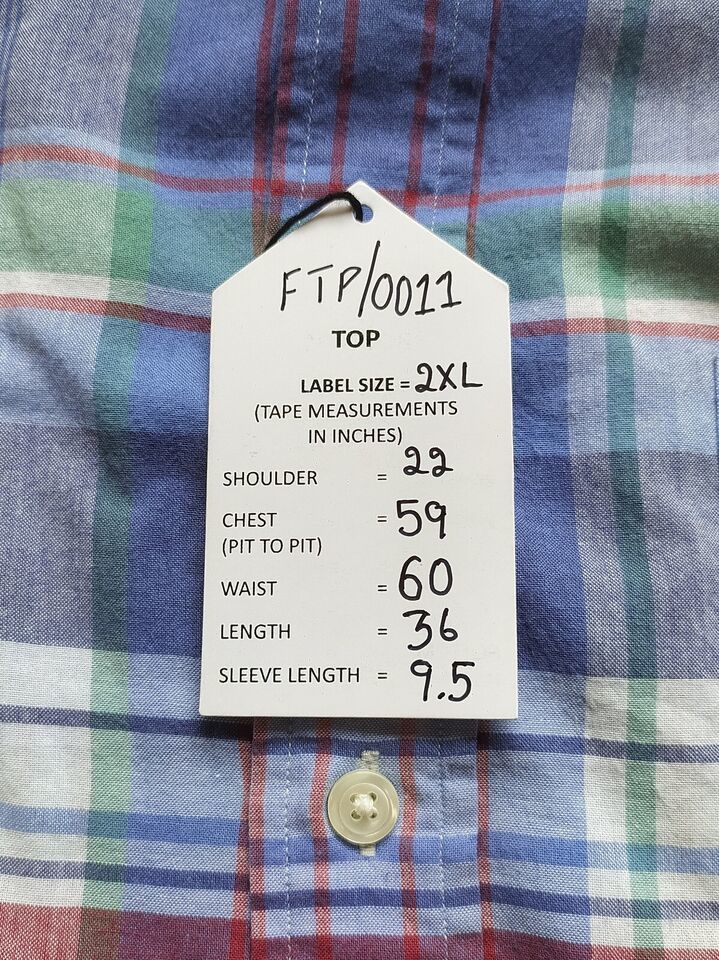 FTP/0011
TOP
LABEL SIZE = 2XL
(TAPE MEASUREMENTS
IN INCHES)
SHOULDER = 22
CHEST = 59
(PIT TO PIT)
WAIST = 60
LENGTH = 36
SLEEVE LENGTH = 9.5